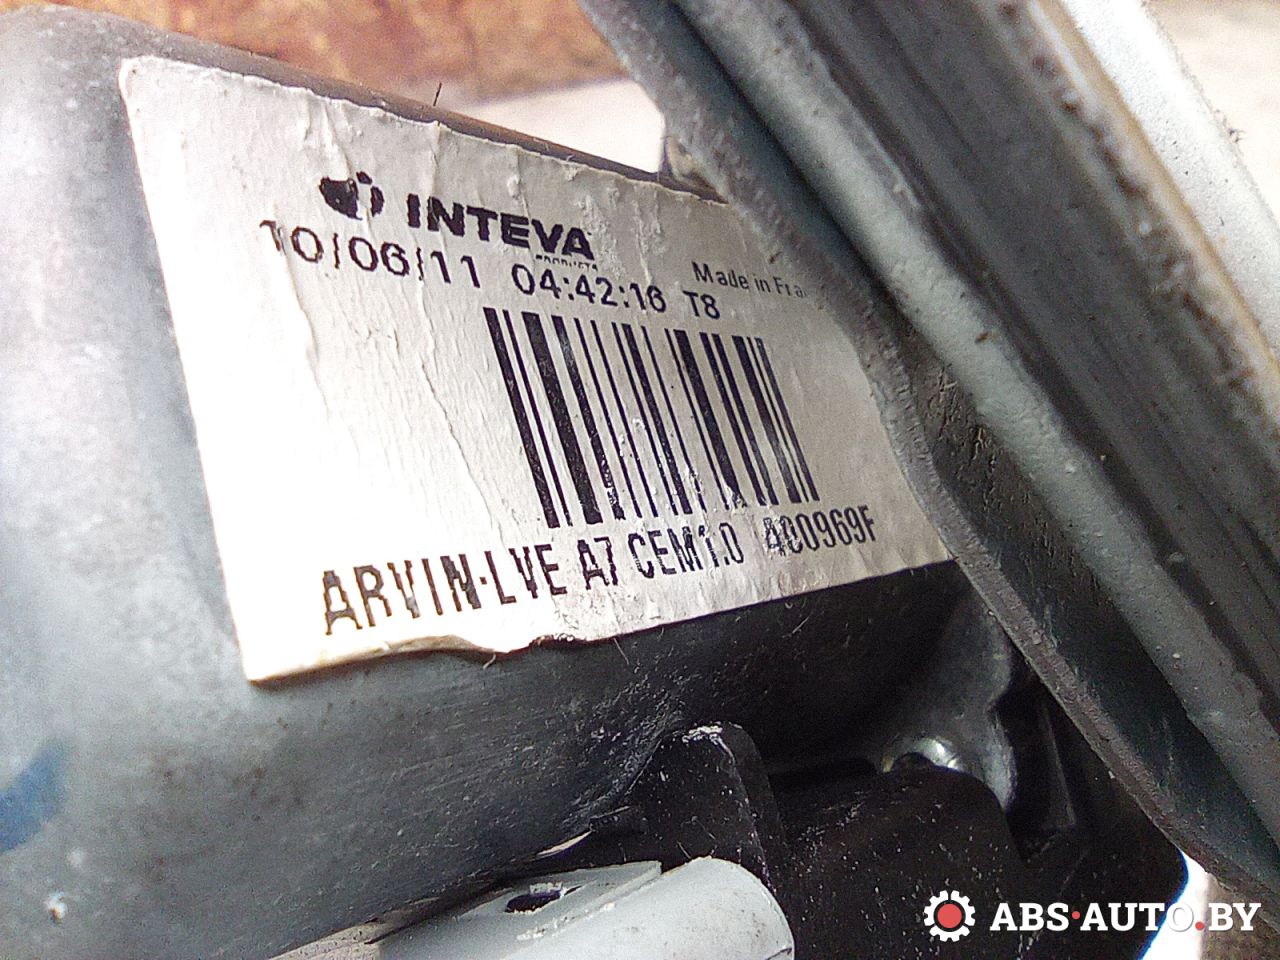 INTEVA
PRODUCTS
Made in Fra
10/06/11 04:42:16 T8
ARVIN-LVE A7 CEM1.0 4C0969F
ABS·AUTO.BY